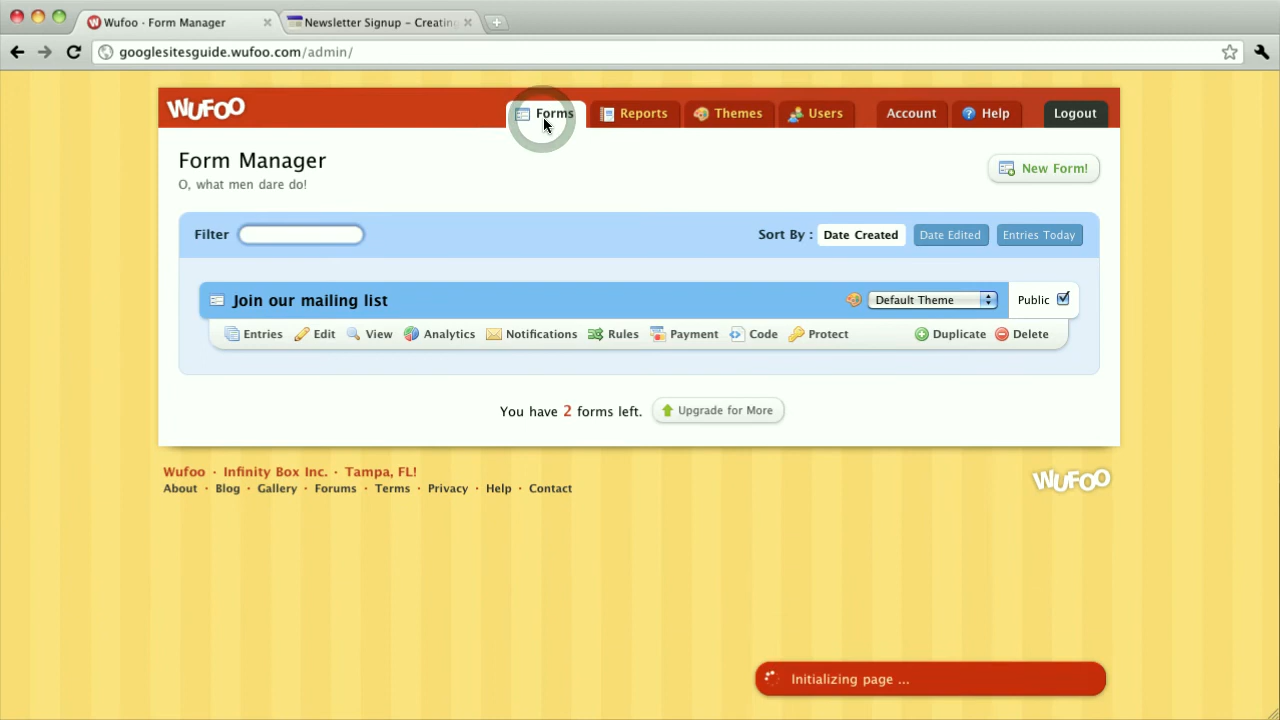 Wufoo · Form Manager
Newsletter Signup – Creating
googlesitesguide.wufoo.com/admin/
WUFOO
Forms
Reports
Themes
Users
Account
Help
Logout
Form Manager
O, what men dare do!
New Form!
Filter
Sort By : Date Created Date Edited Entries Today
Join our mailing list
Default Theme
Public
Entries Edit View Analytics Notifications Rules Payment Code Protect Duplicate Delete
You have 2 forms left. Upgrade for More
Wufoo · Infinity Box Inc. · Tampa, FL!
About · Blog · Gallery · Forums · Terms · Privacy · Help · Contact
WUFOO
Initializing page ...